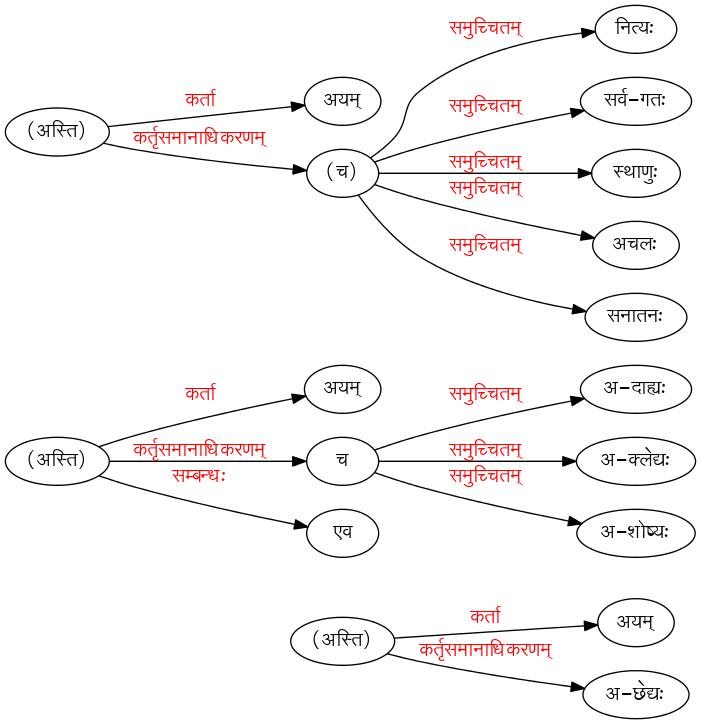 समुच्चितम्
नित्यः
कर्ता
अयम्
समुच्चितम्
सर्व-गतः
(अस्ति)
कर्तृसमानाधिकरणम्
(च)
समुच्चितम्
स्थाणुः
समुच्चितम्
अचलः
समुच्चितम्
सनातनः
कर्ता
अयम्
समुच्चितम्
अ-दाह्यः
(अस्ति)
कर्तृसमानाधिकरणम्
च
समुच्चितम्
अ-क्लेद्यः
सम्बन्धः
समुच्चितम्
एव
अ-शोष्यः
कर्ता
अयम्
(अस्ति)
कर्तृसमानाधिकरणम्
अ-छेद्यः